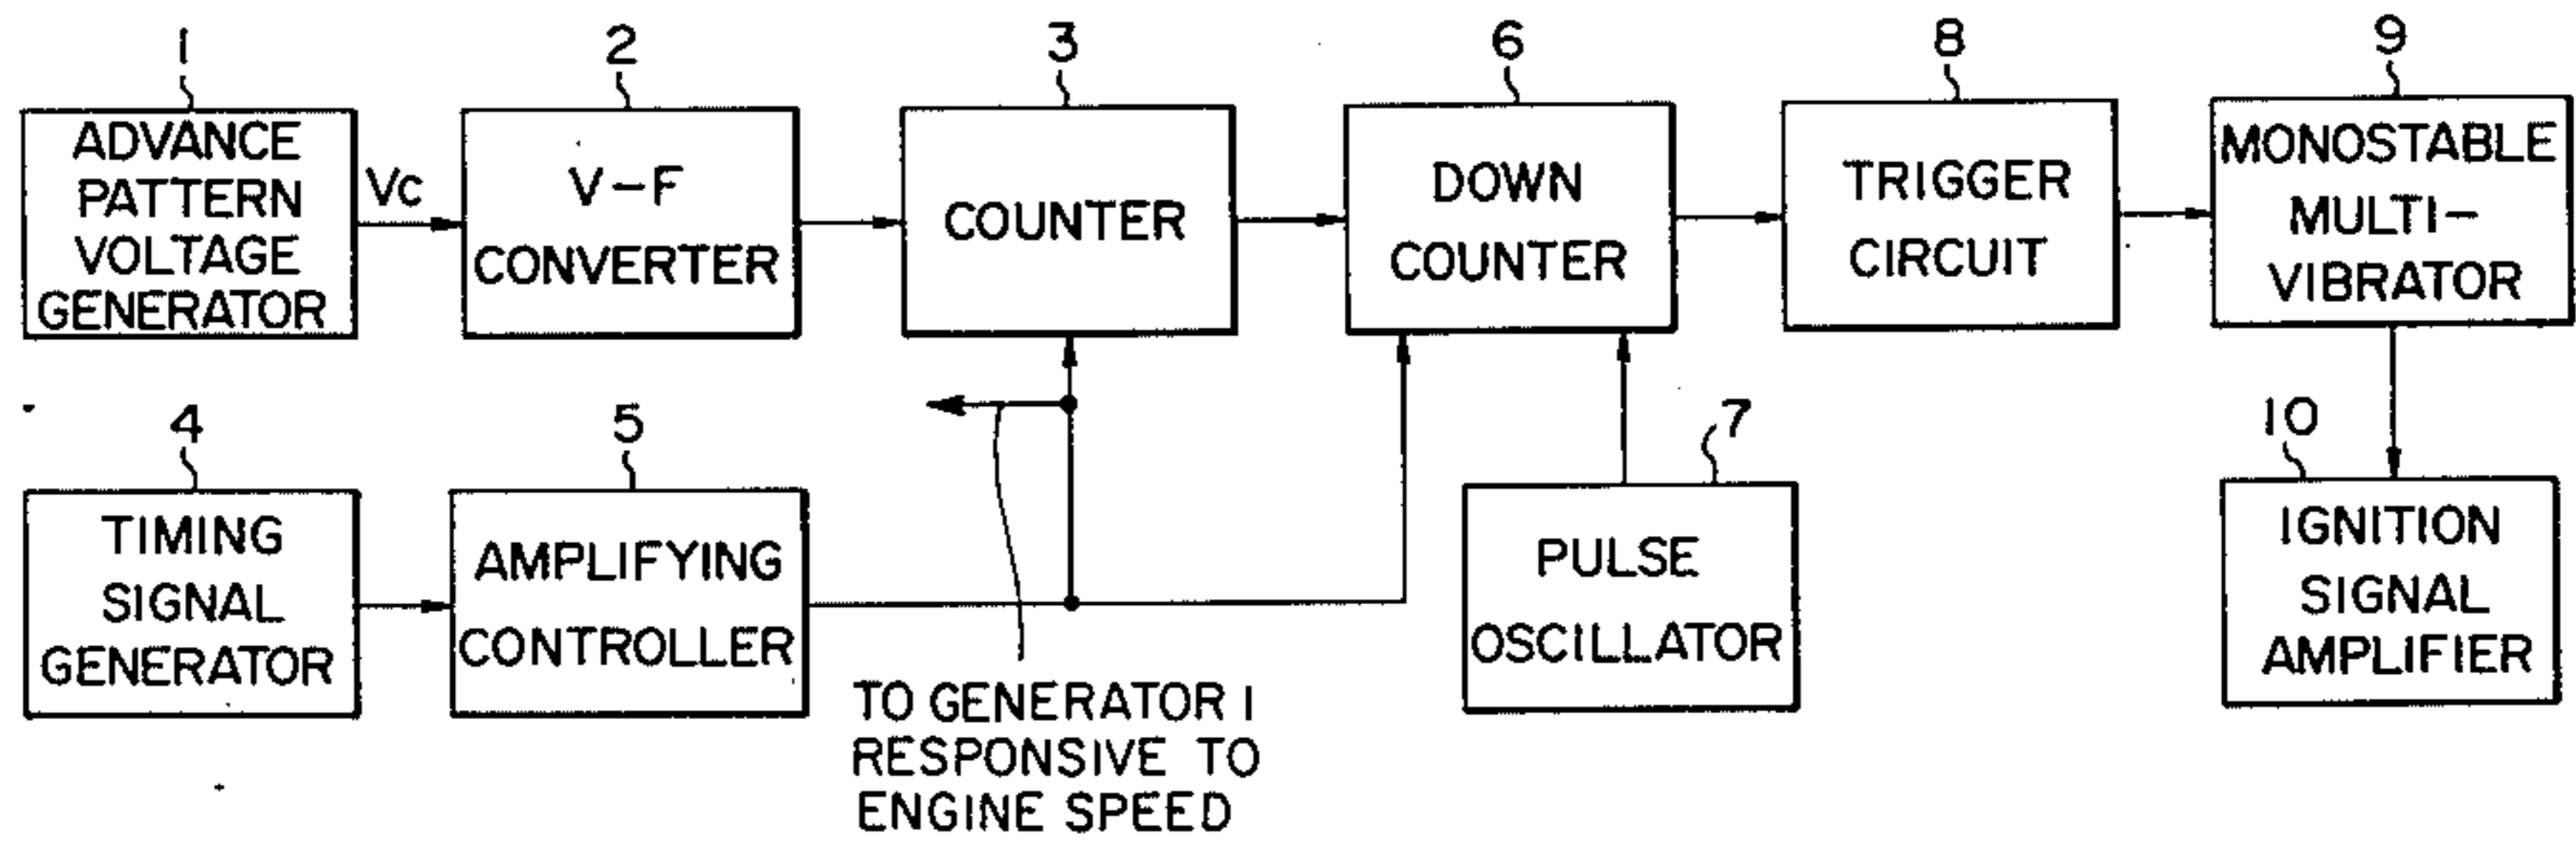 1
ADVANCE
PATTERN
VOLTAGE
GENERATOR
Vc
2
V-F
CONVERTER
3
COUNTER
6
DOWN
COUNTER
8
TRIGGER
CIRCUIT
9
MONOSTABLE
MULTI-
VIBRATOR
4
TIMING
SIGNAL
GENERATOR
5
AMPLIFYING
CONTROLLER
TO GENERATOR 1
RESPONSIVE TO
ENGINE SPEED
7
PULSE
OSCILLATOR
10
IGNITION
SIGNAL
AMPLIFIER